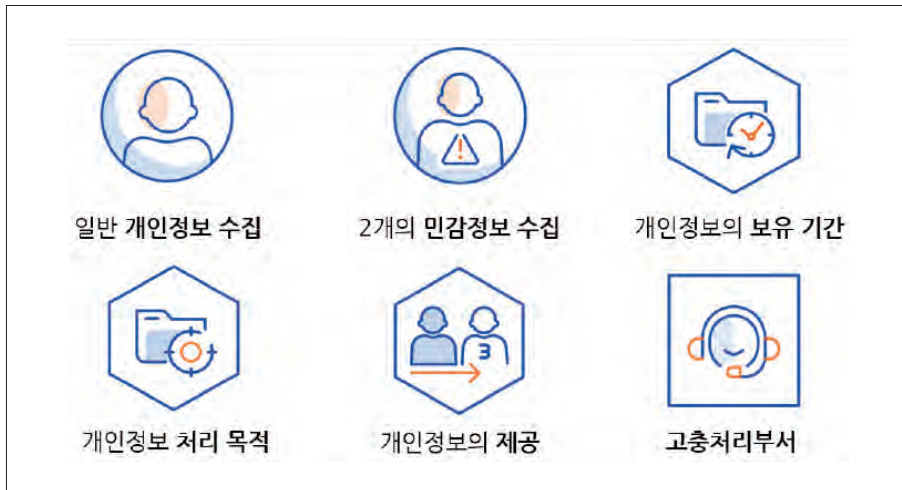 일반 개인정보 수집
2개의 민감정보 수집
개인정보의 보유 기간
3
개인정보 처리 목적
개인정보의 제공
고충처리부서